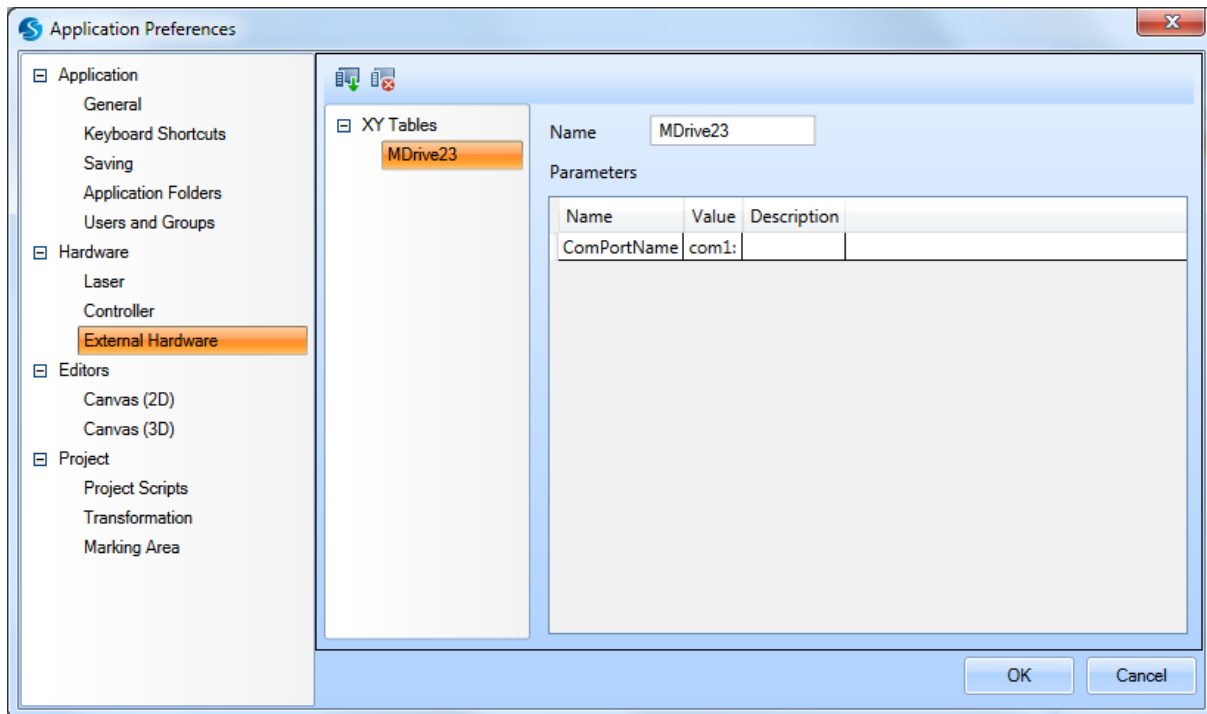 Application Preferences
Application
General
Keyboard Shortcuts
Saving
Application Folders
Users and Groups
Hardware
Laser
Controller
External Hardware
Editors
Canvas (2D)
Canvas (3D)
Project
Project Scripts
Transformation
Marking Area
XY Tables
MDrive23
Name MDrive23
Parameters
Name Value Description
ComPortName com1:
OK Cancel